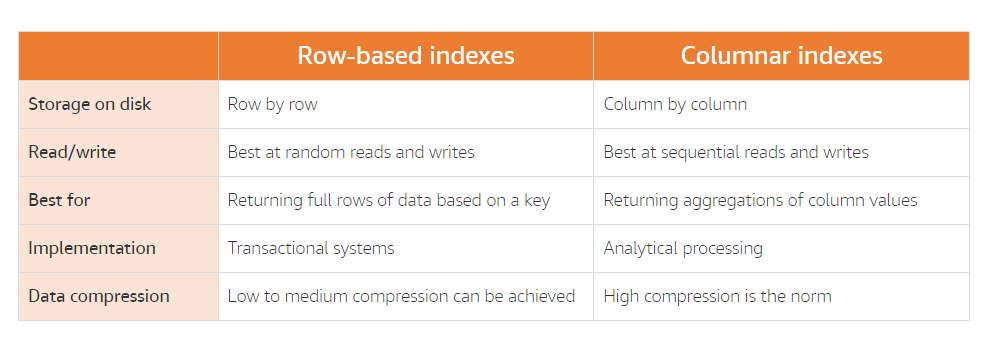 Row-based indexes Columnar indexes
Storage on disk Row by row Column by column
Read/write Best at random reads and writes Best at sequential reads and writes
Best for Returning full rows of data based on a key Returning aggregations of column values
Implementation Transactional systems Analytical processing
Data compression Low to medium compression can be achieved High compression is the norm